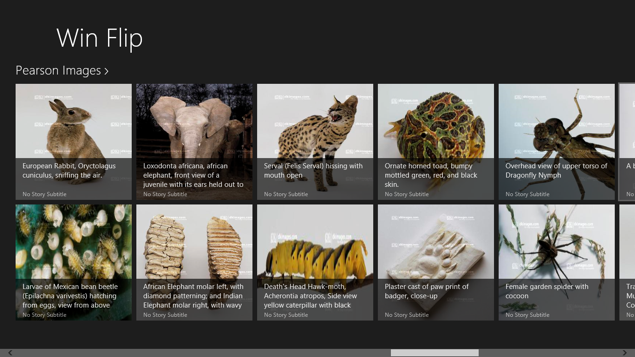 Win Flip
Pearson Images >
European Rabbit, Oryctolagus
cuniculus, sniffing the air.
No Story Subtitle
Loxodonta africana, african
elephant, front view of a
juvenile with its ears held out to
No Story Subtitle
Serval (Felis Serval) hissing with
mouth open
No Story Subtitle
Ornate horned toad, bumpy
mottled green, red, and black
skin.
No Story Subtitle
Overhead view of upper torso of
Dragonfly Nymph
No Story Subtitle
A b
No
Larvae of Mexican bean beetle
(Epilachna varivestis) hatching
from eggs, view from above
No Story Subtitle
African Elephant molar left, with
diamond patterning; and Indian
Elephant molar right, with wavy
No Story Subtitle
Death's Head Hawk-moth,
Acherontia atropos, Side view
yellow caterpillar with black
No Story Subtitle
Plaster cast of paw print of
badger, close-up
No Story Subtitle
Female garden spider with
cocoon
No Story Subtitle
Tra
Mu
Co
No